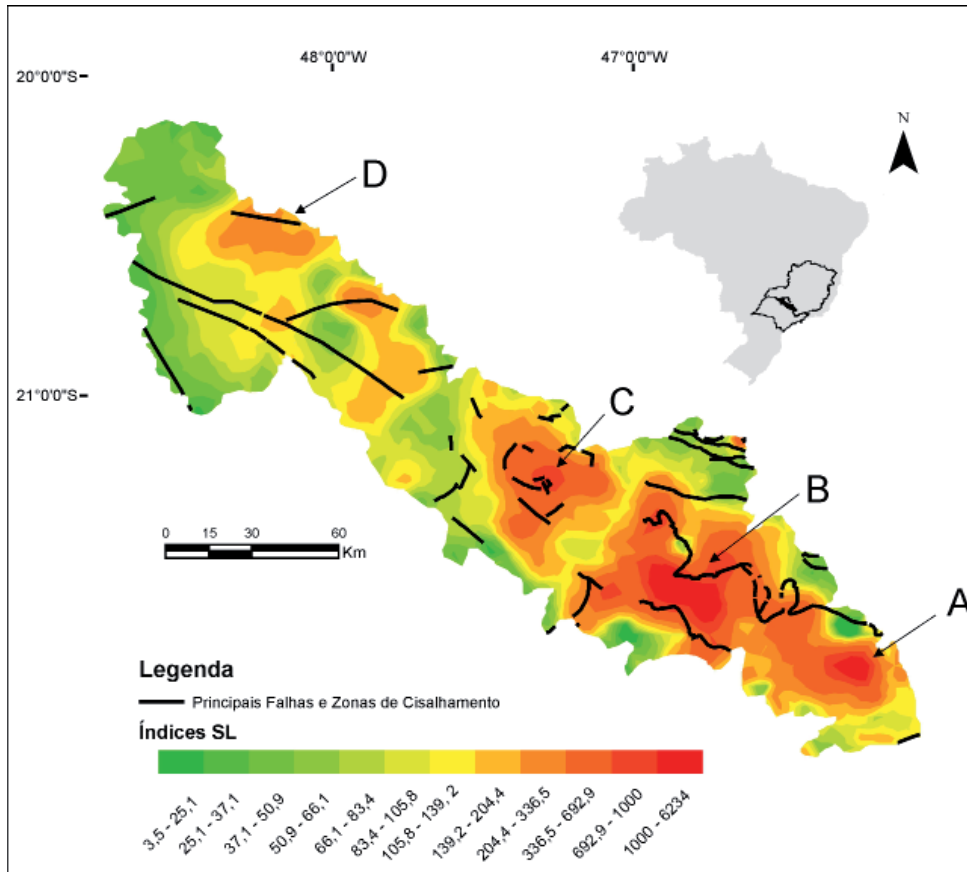 48°0'0"W
47°0'0"W
20°0'0"S
N
D
21°0'0"S
C
B
0 15 30 60
Km
A
Legenda
Principais Falhas e Zonas de Cisalhamento
Índices SL
3,5 - 25,1
25,1 - 37,1
37,1 - 50,9
50,9 - 66,1
66,1 - 83,4
83,4 - 105,8
105,8 - 139, 2
139,2 - 204,4
204,4 - 336,5
336,5 - 692,9
692,9 - 1000
1000 - 6234